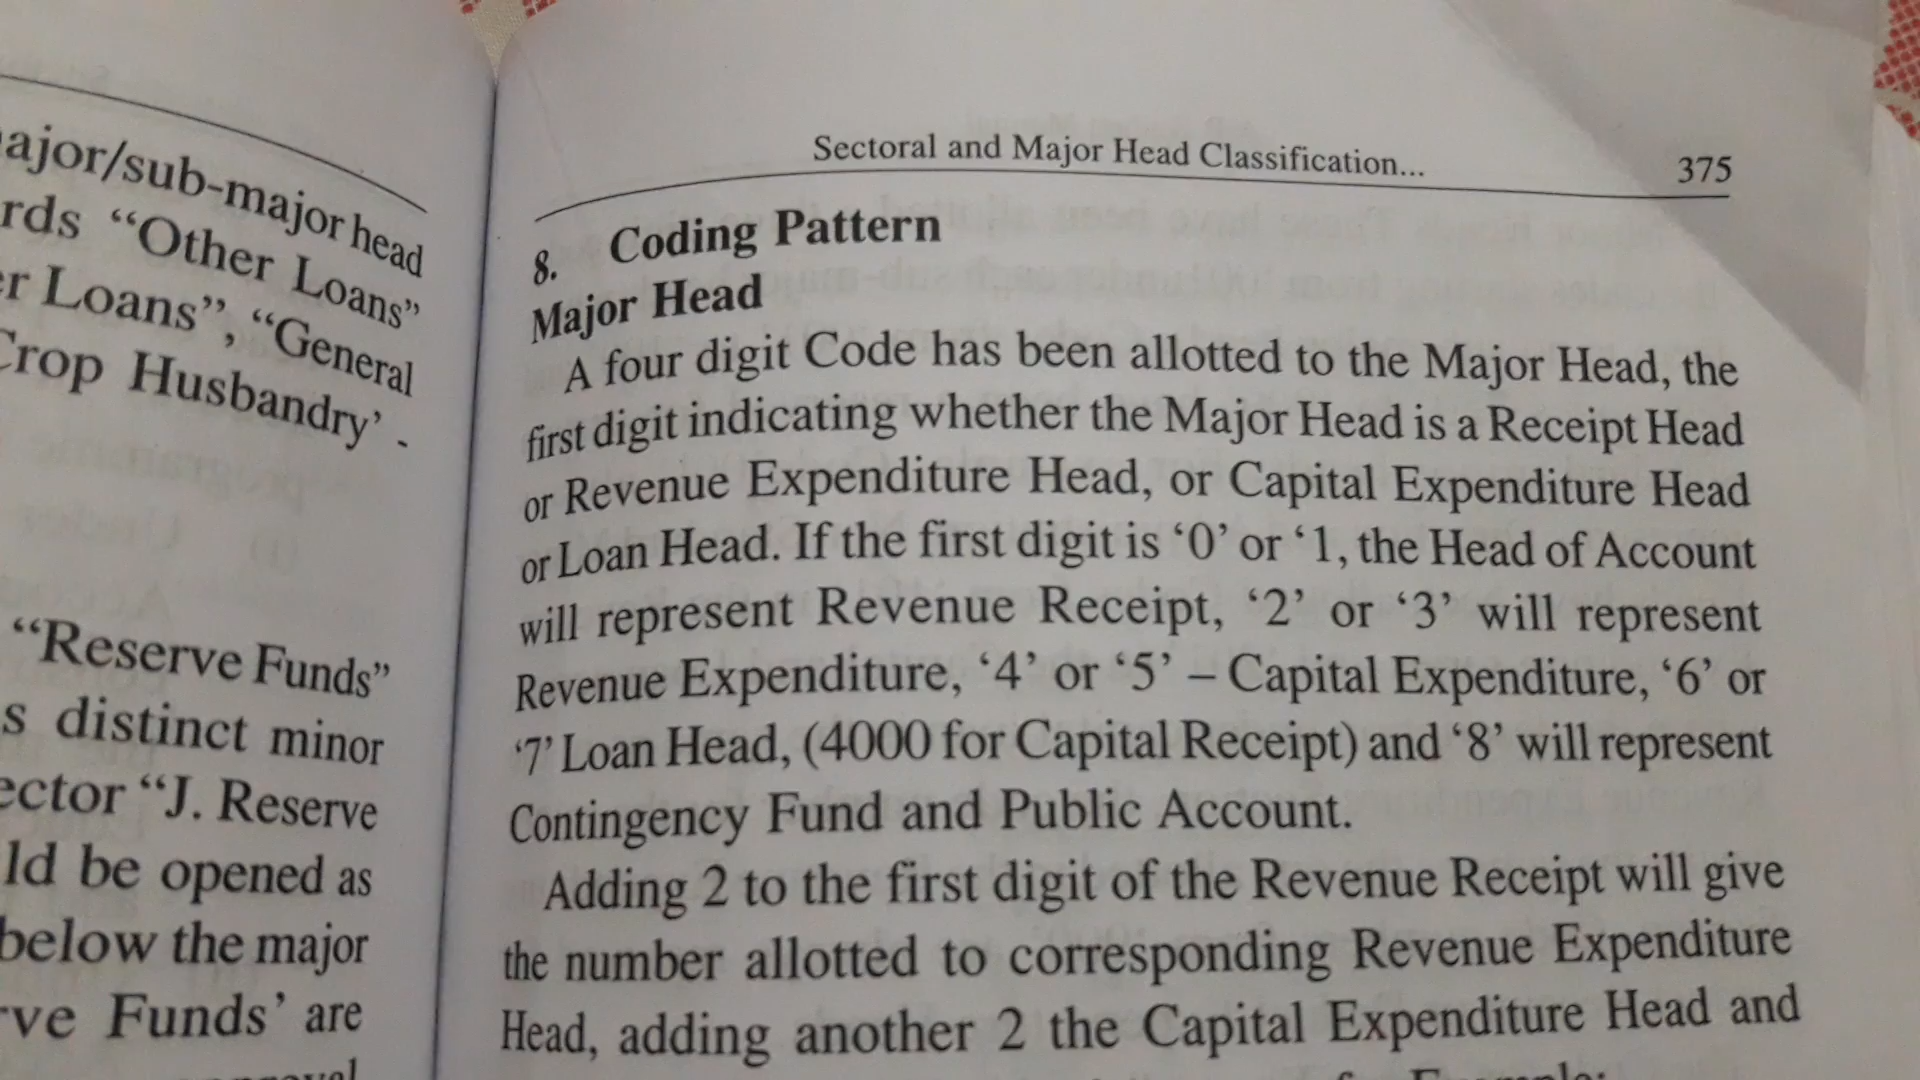 ajor/sub-major head
rds “Other Loans”
er Loans”, “General
Crop Husbandry’ -
“Reserve Funds”
s distinct minor
ector “J. Reserve
ld be opened as
below the major
rve Funds’ are
Sectoral and Major Head Classification... 375
8. Coding Pattern
Major Head
A four digit Code has been allotted to the Major Head, the
first digit indicating whether the Major Head is a Receipt Head
or Revenue Expenditure Head, or Capital Expenditure Head
or Loan Head. If the first digit is ‘0’ or ‘1, the Head of Account
will represent Revenue Receipt, ‘2’ or ‘3’ will represent
Revenue Expenditure, ‘4’ or ‘5’ – Capital Expenditure, ‘6’ or
‘7’ Loan Head, (4000 for Capital Receipt) and ‘8’ will represent
Contingency Fund and Public Account.
Adding 2 to the first digit of the Revenue Receipt will give
the number allotted to corresponding Revenue Expenditure
Head, adding another 2 the Capital Expenditure Head and